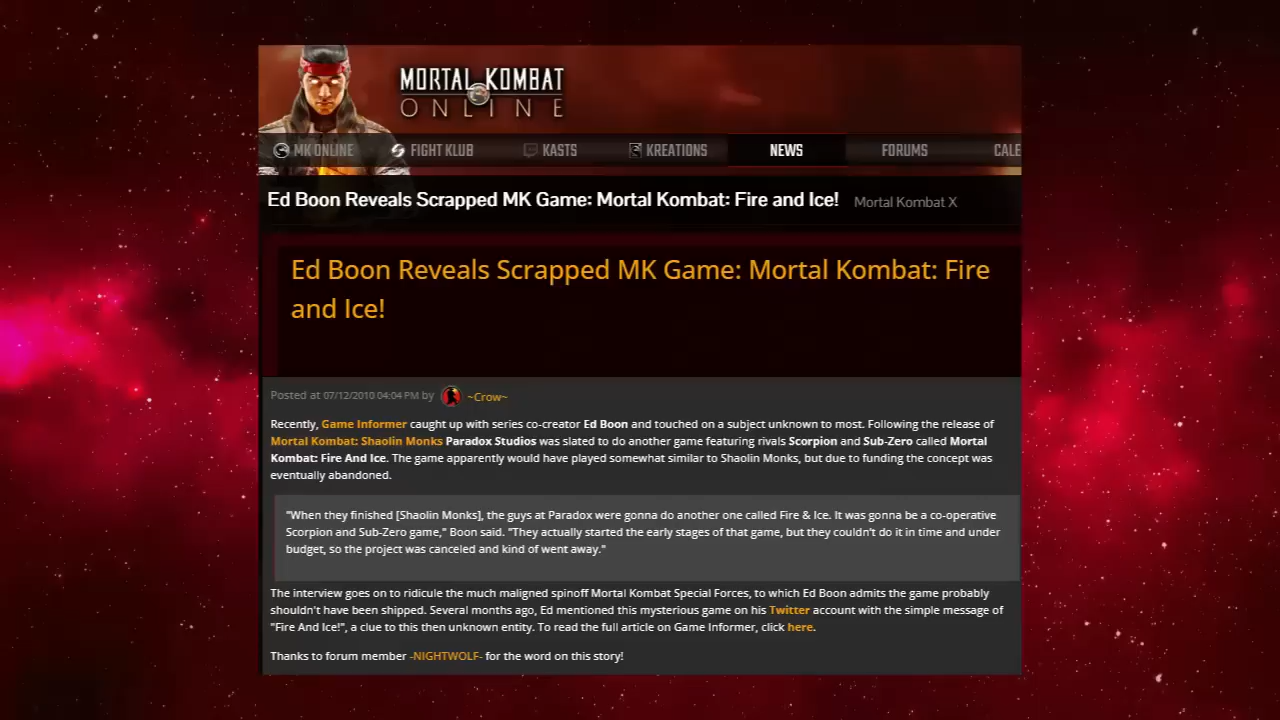 MORTAL KOMBAT
ONLINE
MK ONLINE FIGHT KLUB KASTS KREATIONS NEWS FORUMS CALE
Ed Boon Reveals Scrapped MK Game: Mortal Kombat: Fire and Ice! Mortal Kombat X
Ed Boon Reveals Scrapped MK Game: Mortal Kombat: Fire
and Ice!
Posted at 07/12/2010 04:04 PM by ~Crow~
Recently, Game Informer caught up with series co-creator Ed Boon and touched on a subject unknown to most. Following the release of
Mortal Kombat: Shaolin Monks Paradox Studios was slated to do another game featuring rivals Scorpion and Sub-Zero called Mortal
Kombat: Fire And Ice. The game apparently would have played somewhat similar to Shaolin Monks, but due to funding the concept was
eventually abandoned.
"When they finished [Shaolin Monks], the guys at Paradox were gonna do another one called Fire & Ice. It was gonna be a co-operative
Scorpion and Sub-Zero game," Boon said. "They actually started the early stages of that game, but they couldn't do it in time and under
budget, so the project was canceled and kind of went away."
The interview goes on to ridicule the much maligned spinoff Mortal Kombat Special Forces, to which Ed Boon admits the game probably
shouldn't have been shipped. Several months ago, Ed mentioned this mysterious game on his Twitter account with the simple message of
"Fire And Ice!", a clue to this then unknown entity. To read the full article on Game Informer, click here.
Thanks to forum member -NIGHTWOLF- for the word on this story!